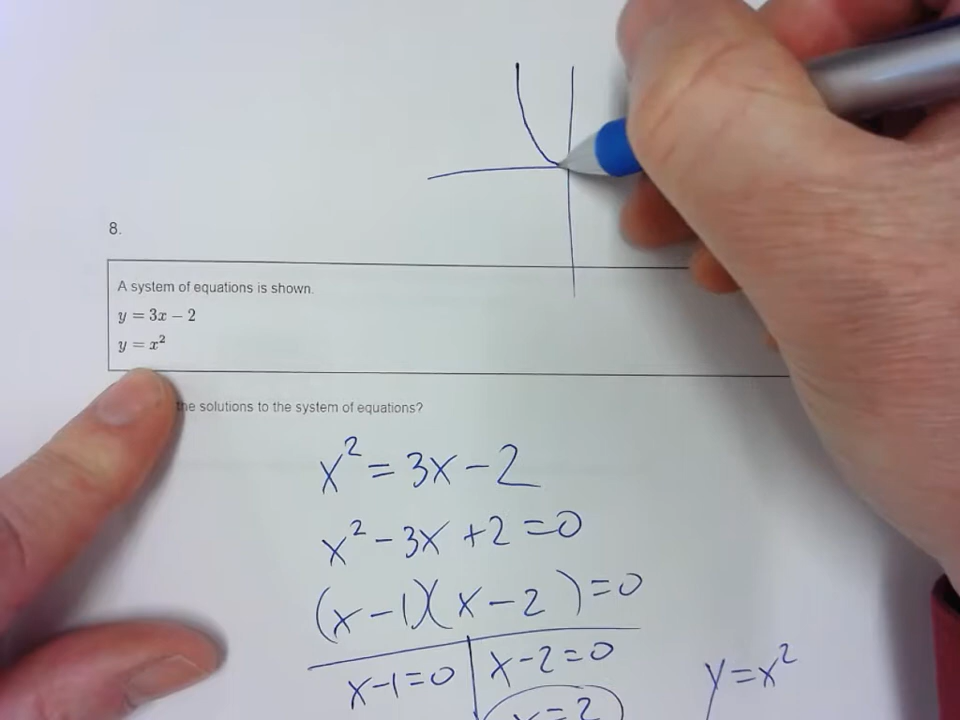 8.
A system of equations is shown.
y = 3x − 2
y = x²
the solutions to the system of equations?
x² = 3x − 2
x² − 3x + 2 = 0
(x − 1)(x − 2) = 0
x − 1 = 0 x − 2 = 0
y = x²
x = 2